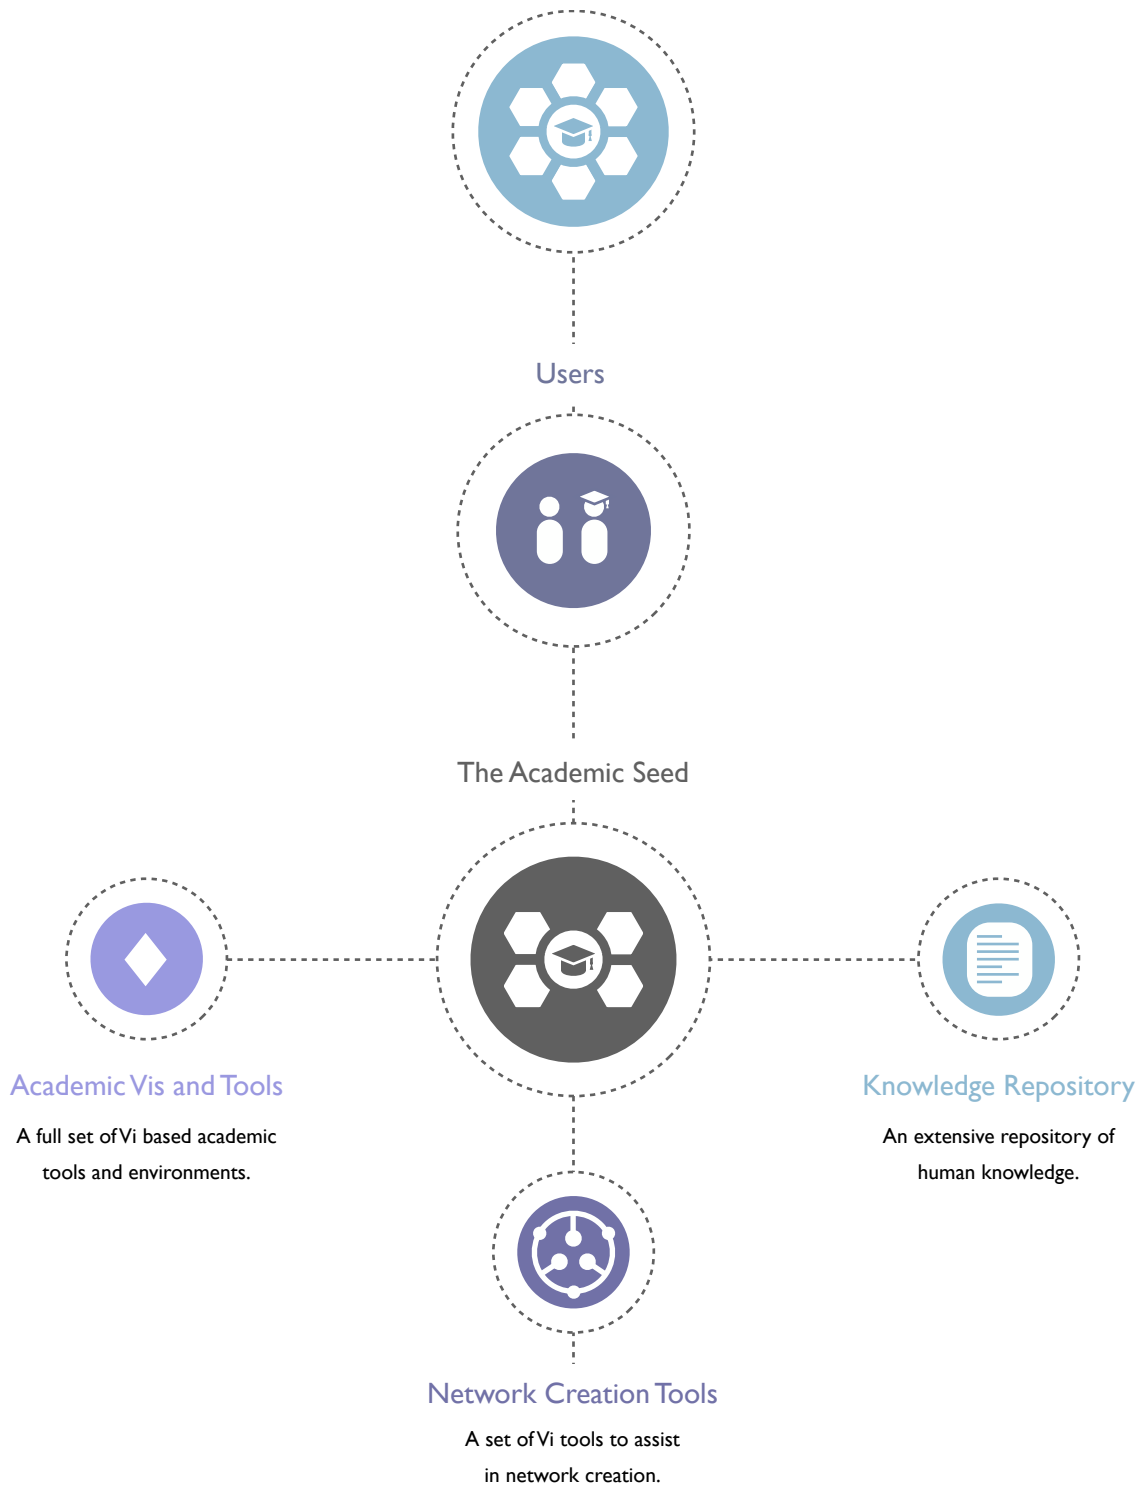 Users
The Academic Seed
Academic Vis and Tools
A full set of Vi based academic
tools and environments.
Knowledge Repository
An extensive repository of
human knowledge.
Network Creation Tools
A set of Vi tools to assist
in network creation.